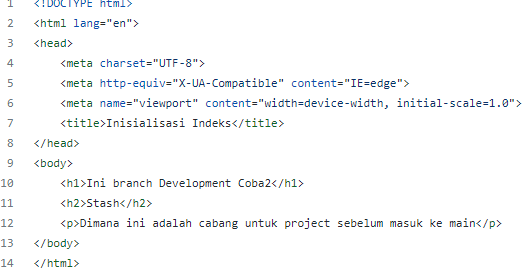 1 <!DOCTYPE html>
2 <html lang="en">
3 <head>
4     <meta charset="UTF-8">
5     <meta http-equiv="X-UA-Compatible" content="IE=edge">
6     <meta name="viewport" content="width=device-width, initial-scale=1.0">
7     <title>Inisialisasi Indeks</title>
8 </head>
9 <body>
10     <h1>Ini branch Development Coba2</h1>
11     <h2>Stash</h2>
12     <p>Dimana ini adalah cabang untuk project sebelum masuk ke main</p>
13 </body>
14 </html>